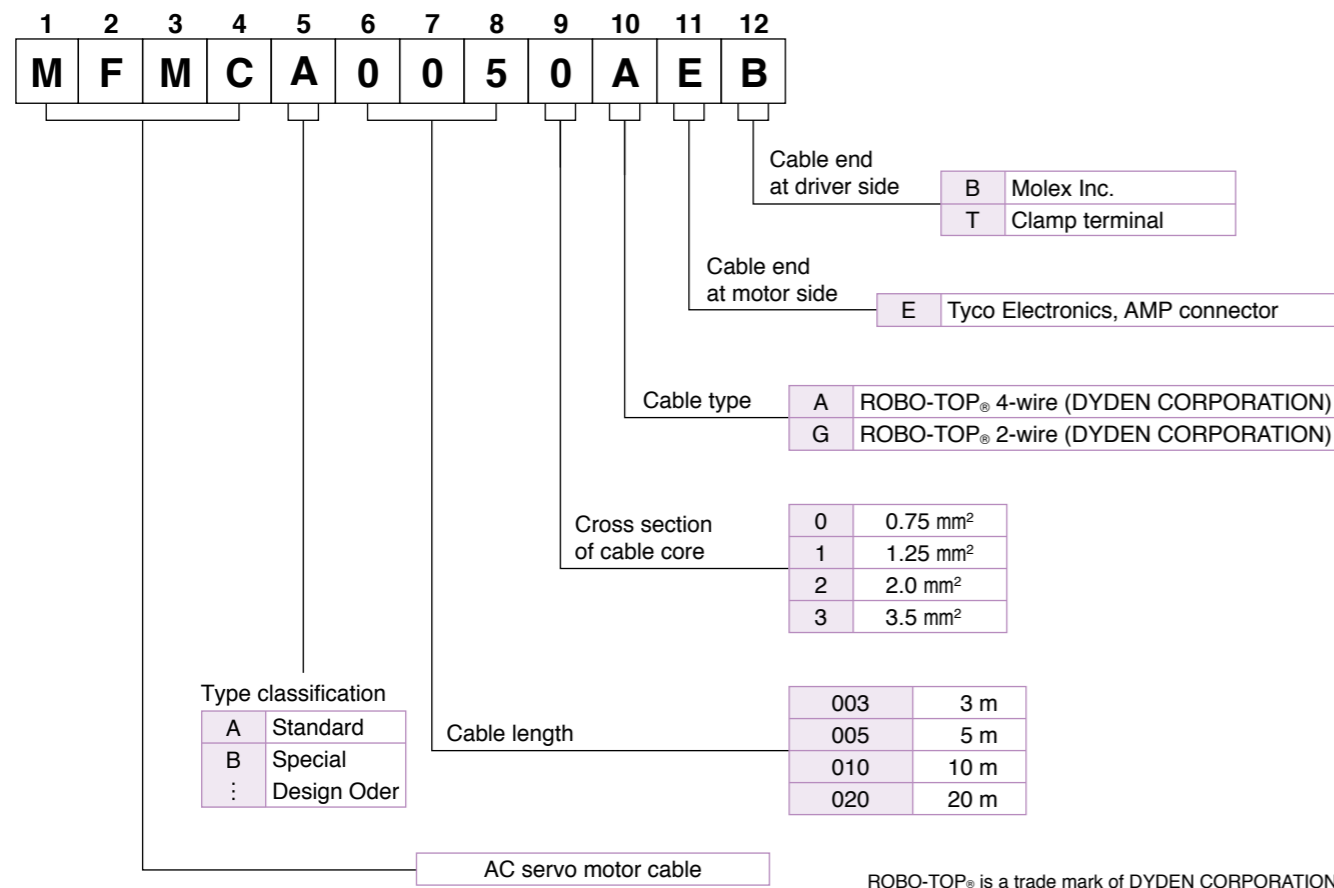 1 2 3 4 5 6 7 8 9 10 11 12
M F M C A 0 0 5 0 A E B
Cable end
at driver side
B Molex Inc.
T Clamp terminal
Cable end
at motor side
E Tyco Electronics, AMP connector
Cable type
A ROBO-TOP® 4-wire (DYDEN CORPORATION)
G ROBO-TOP® 2-wire (DYDEN CORPORATION)
Cross section
of cable core
0 0.75 mm²
1 1.25 mm²
2 2.0 mm²
3 3.5 mm²
Type classification
A Standard
B Special
⋮ Design Oder
Cable length
003 3 m
005 5 m
010 10 m
020 20 m
AC servo motor cable
ROBO-TOP® is a trade mark of DYDEN CORPORATION